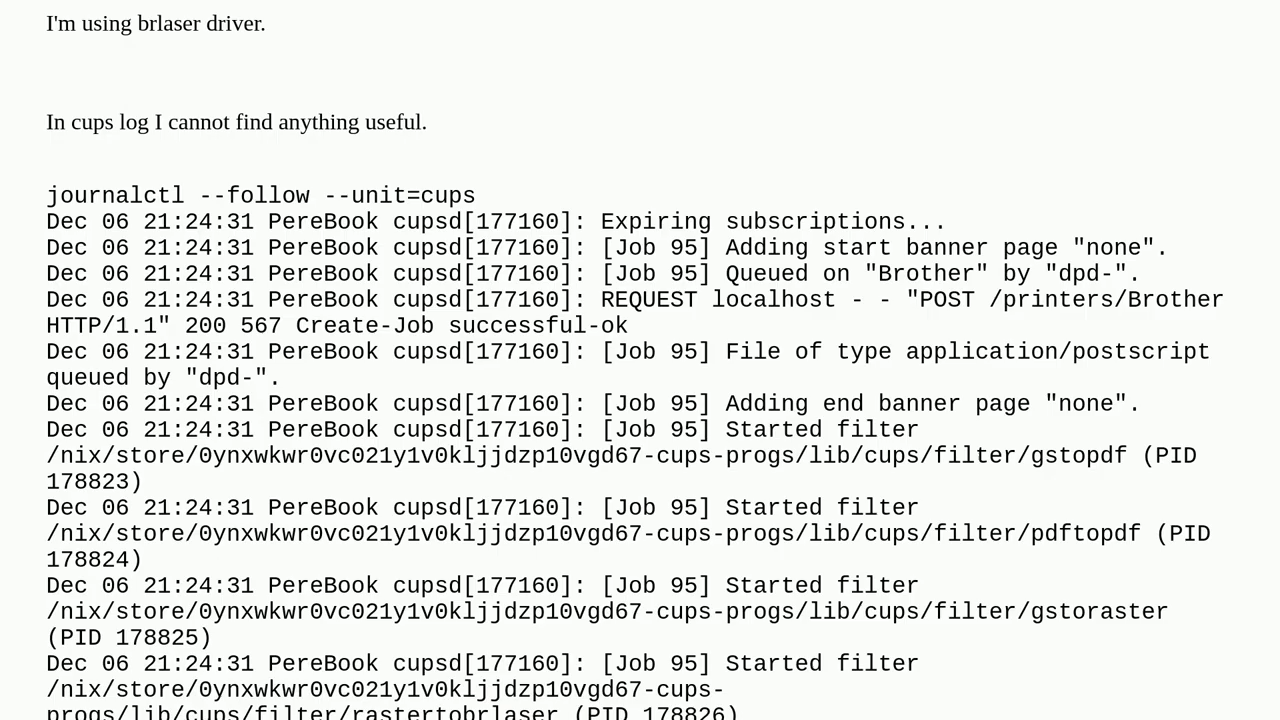 I'm using brlaser driver.
In cups log I cannot find anything useful.
journalctl --follow --unit=cups
Dec 06 21:24:31 PereBook cupsd[177160]: Expiring subscriptions...
Dec 06 21:24:31 PereBook cupsd[177160]: [Job 95] Adding start banner page "none".
Dec 06 21:24:31 PereBook cupsd[177160]: [Job 95] Queued on "Brother" by "dpd-".
Dec 06 21:24:31 PereBook cupsd[177160]: REQUEST localhost - - "POST /printers/Brother
HTTP/1.1" 200 567 Create-Job successful-ok
Dec 06 21:24:31 PereBook cupsd[177160]: [Job 95] File of type application/postscript
queued by "dpd-".
Dec 06 21:24:31 PereBook cupsd[177160]: [Job 95] Adding end banner page "none".
Dec 06 21:24:31 PereBook cupsd[177160]: [Job 95] Started filter
/nix/store/0ynxwkwr0vc021y1v0kljjdzp10vgd67-cups-progs/lib/cups/filter/gstopdf (PID
178823)
Dec 06 21:24:31 PereBook cupsd[177160]: [Job 95] Started filter
/nix/store/0ynxwkwr0vc021y1v0kljjdzp10vgd67-cups-progs/lib/cups/filter/pdftopdf (PID
178824)
Dec 06 21:24:31 PereBook cupsd[177160]: [Job 95] Started filter
/nix/store/0ynxwkwr0vc021y1v0kljjdzp10vgd67-cups-progs/lib/cups/filter/gstoraster
(PID 178825)
Dec 06 21:24:31 PereBook cupsd[177160]: [Job 95] Started filter
/nix/store/0ynxwkwr0vc021y1v0kljjdzp10vgd67-cups-
progs/lib/cups/filter/rastertobrlaser (PID 178826)